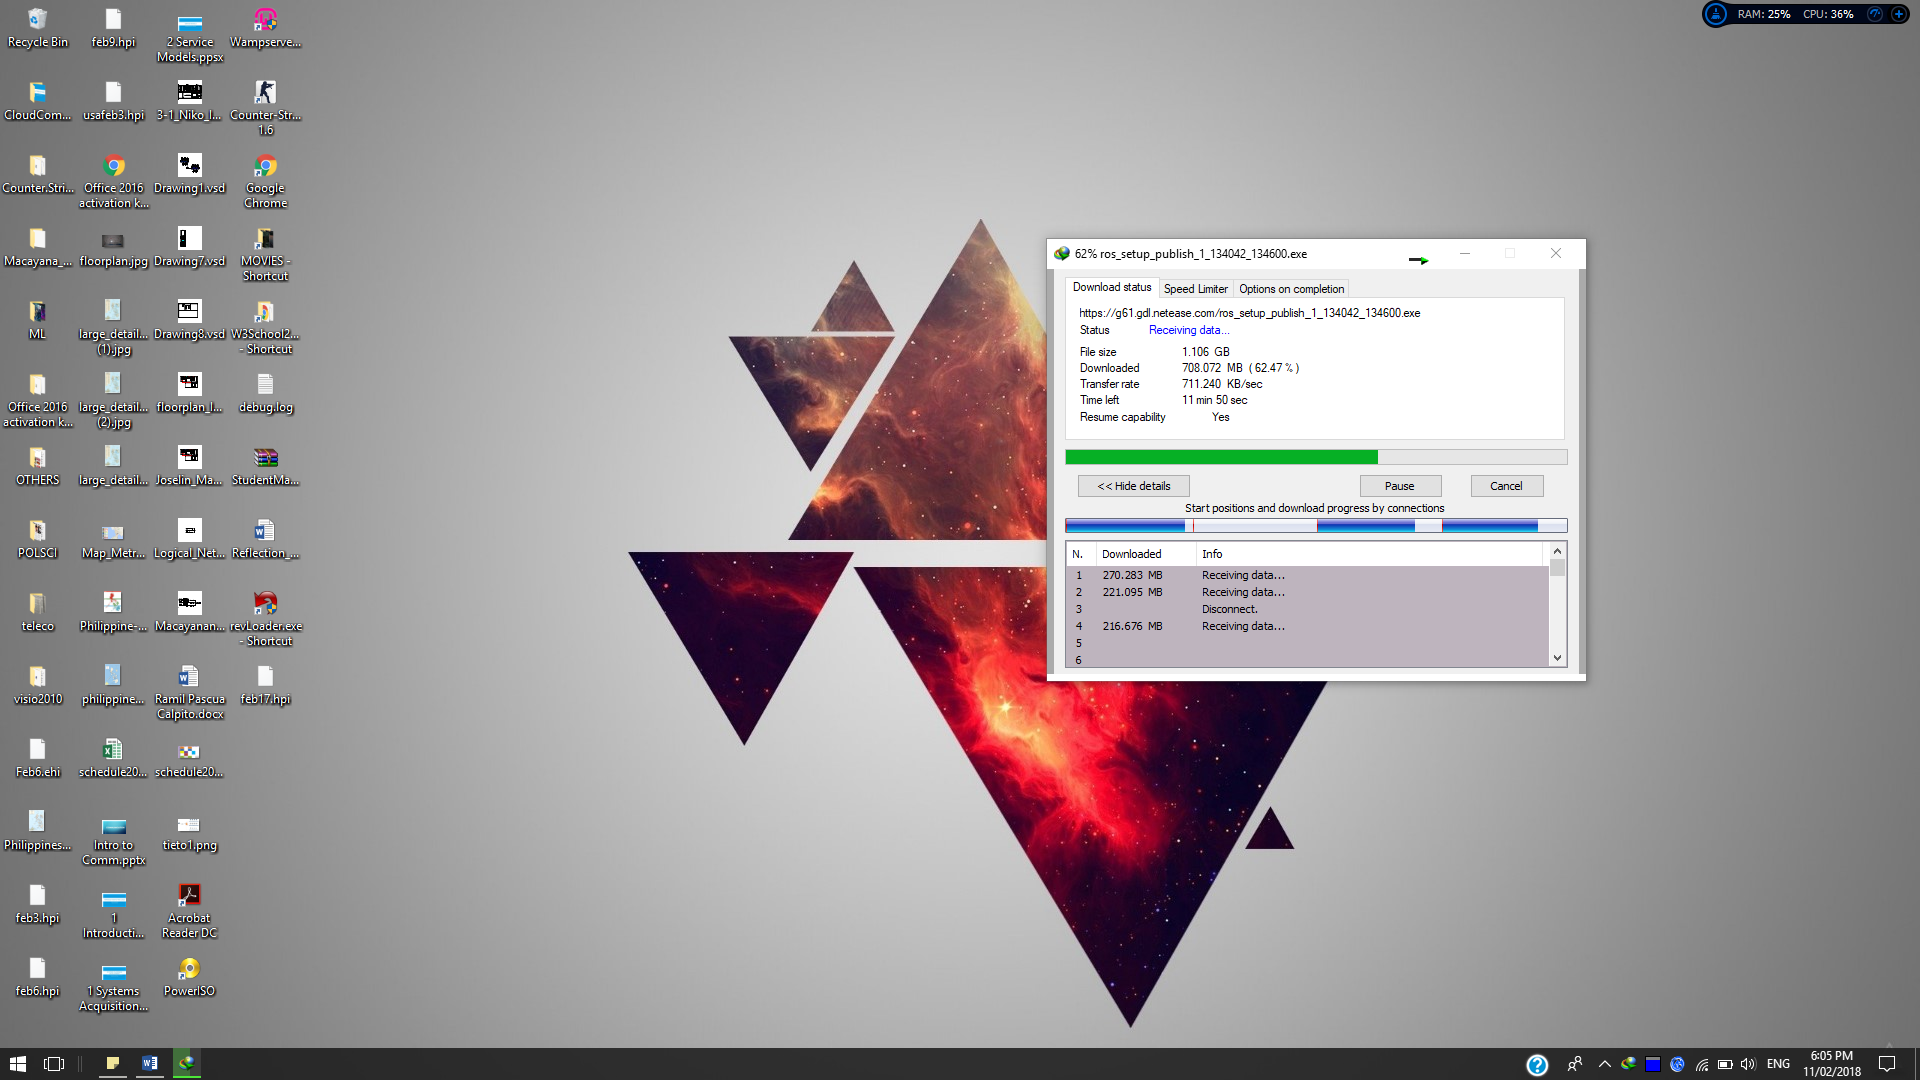 Recycle Bin
feb9.hpi
2 Service
Models.ppsx
Wampserve...
CloudCom...
usafeb3.hpi
3-1_Niko_I...
Counter-Str...
1.6
Counter.Stri...
Office 2016
activation k...
Drawing1.vsd
Google
Chrome
Macayana_...
floorplan.jpg
Drawing7.vsd
MOVIES -
Shortcut
ML
large_detail...
(1).jpg
Drawing8.vsd
W3School2...
- Shortcut
Office 2016
activation k...
large_detail...
(2).jpg
floorplan_I...
debug.log
OTHERS
large_detail...
Joselin_Ma...
StudentMa...
POLSCI
Map_Metr...
Logical_Net...
Reflection_...
teleco
Philippine-...
Macayanan...
revLoader.exe
- Shortcut
visio2010
philippine...
Ramil Pascua
Calpito.docx
feb17.hpi
Feb6.ehi
schedule20...
schedule20...
Philippines...
Intro to
Comm.pptx
tieto1.png
feb3.hpi
1
Introducti...
Acrobat
Reader DC
feb6.hpi
1 Systems
Acquisition...
PowerISO
RAM: 25% CPU: 36%
62% ros_setup_publish_1_134042_134600.exe
Download status Speed Limiter Options on completion
https://g61.gdl.netease.com/ros_setup_publish_1_134042_134600.exe
Status Receiving data...
File size 1.106 GB
Downloaded 708.072 MB ( 62.47 % )
Transfer rate 711.240 KB/sec
Time left 11 min 50 sec
Resume capability Yes
<< Hide details Pause Cancel
Start positions and download progress by connections
N. Downloaded Info
1 270.283 MB Receiving data...
2 221.095 MB Receiving data...
3 Disconnect.
4 216.676 MB Receiving data...
5
6
ENG
6:05 PM
11/02/2018